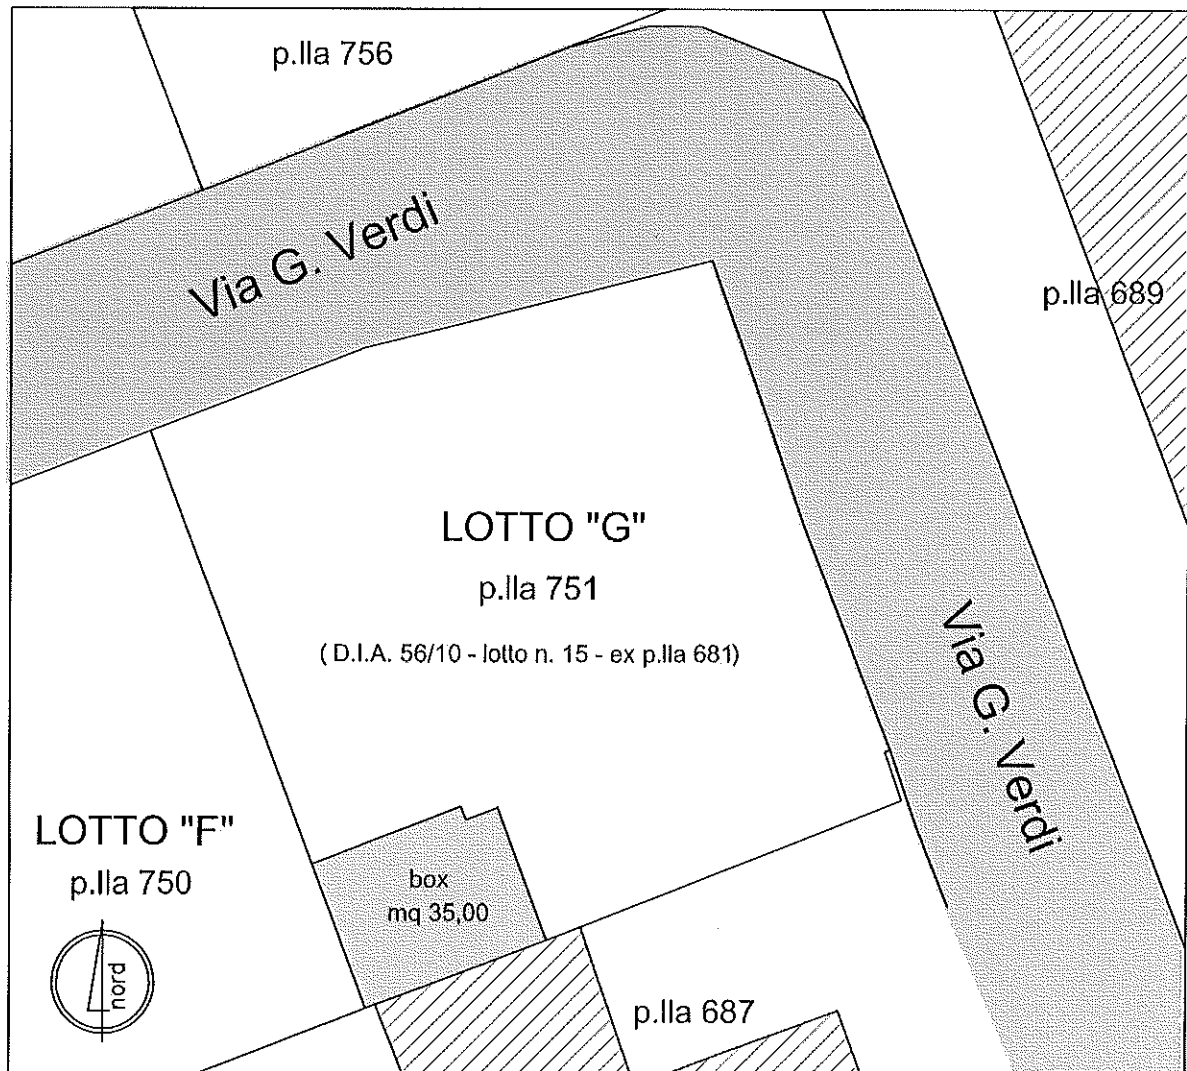 p.lla 756
Via G. Verdi
p.lla 689
LOTTO "G"
p.lla 751
( D.I.A. 56/10 - lotto n. 15 - ex p.lla 681)
Via G. Verdi
LOTTO "F"
p.lla 750
box
mq 35,00
nord
p.lla 687